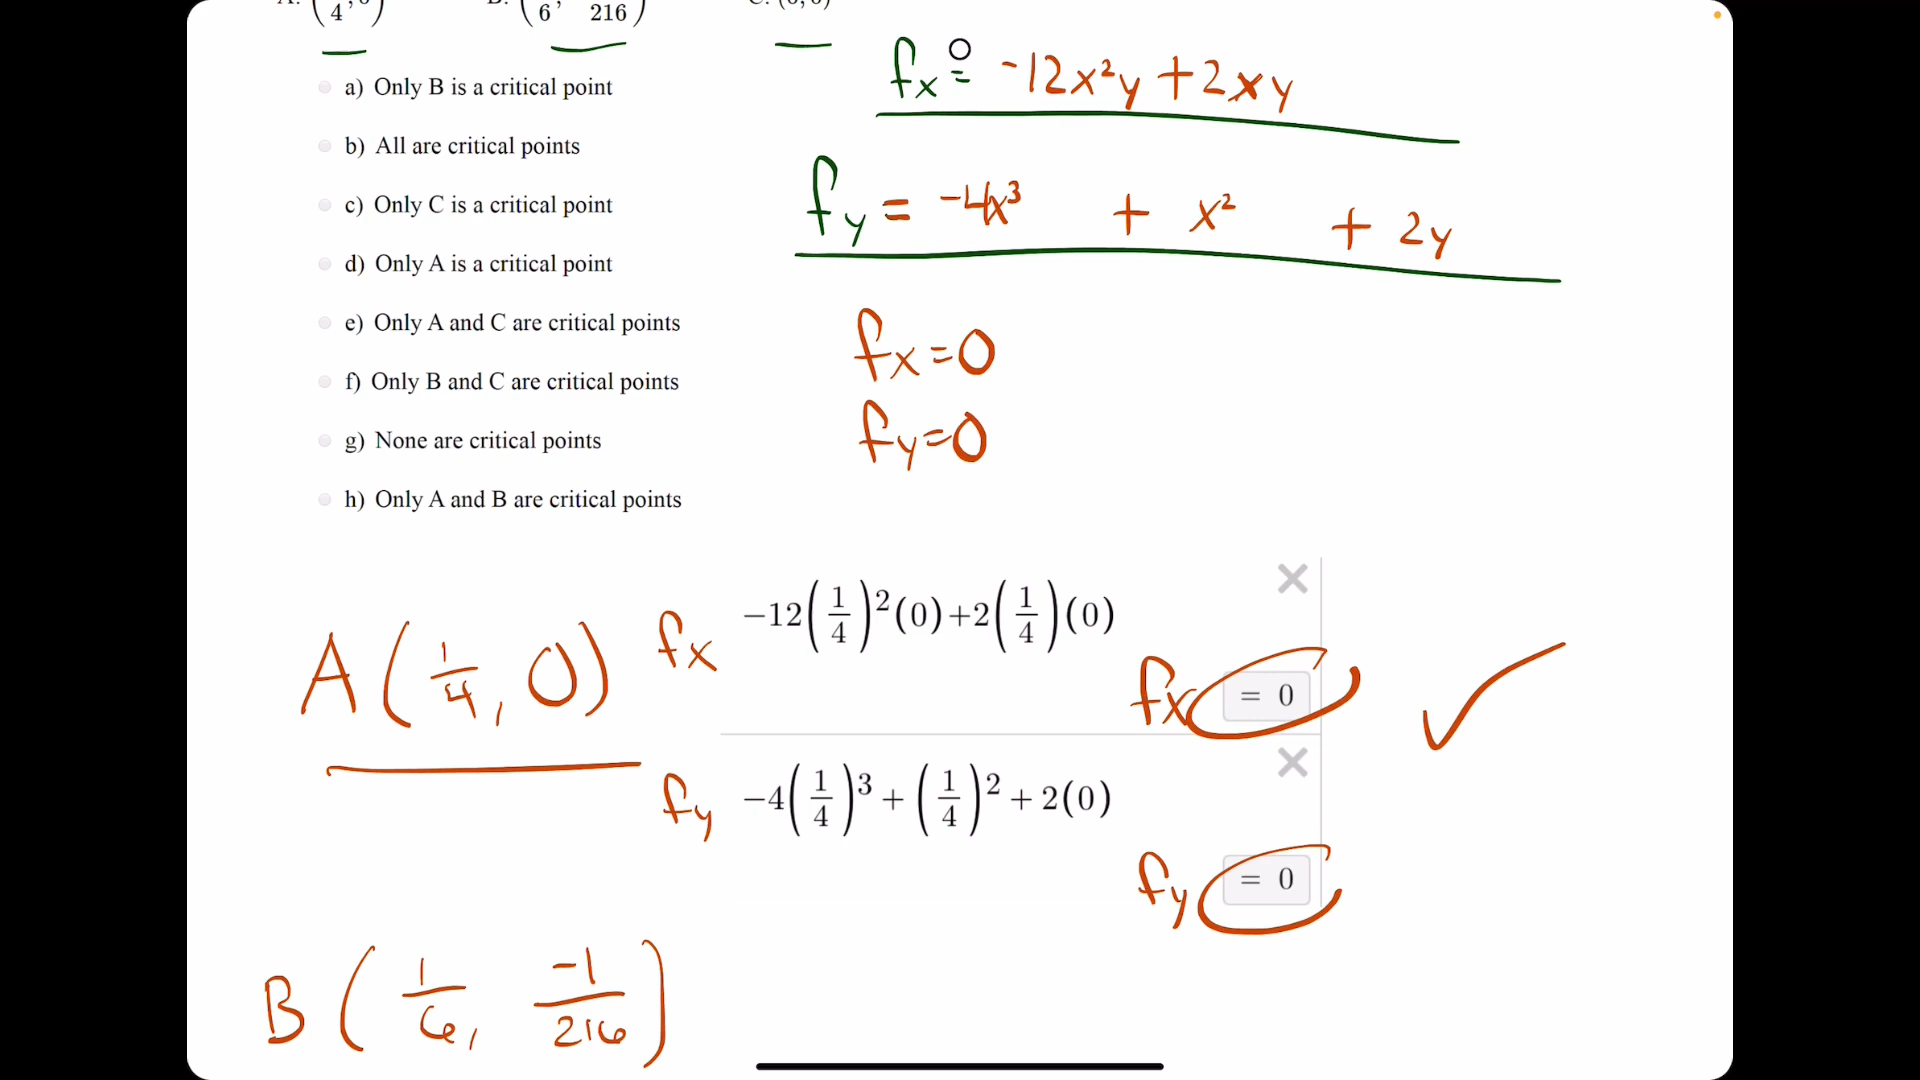 4 6, 216
a) Only B is a critical point
b) All are critical points
c) Only C is a critical point
d) Only A is a critical point
e) Only A and C are critical points
f) Only B and C are critical points
g) None are critical points
h) Only A and B are critical points
fx = -12x²y + 2xy
fy = -4x³ + x² + 2y
fx=0
fy=0
A(1/4, 0)
fx −12(1/4)²(0)+2(1/4)(0)
fx = 0
fy −4(1/4)³+(1/4)²+2(0)
fy = 0
B(1/6, -1/216)